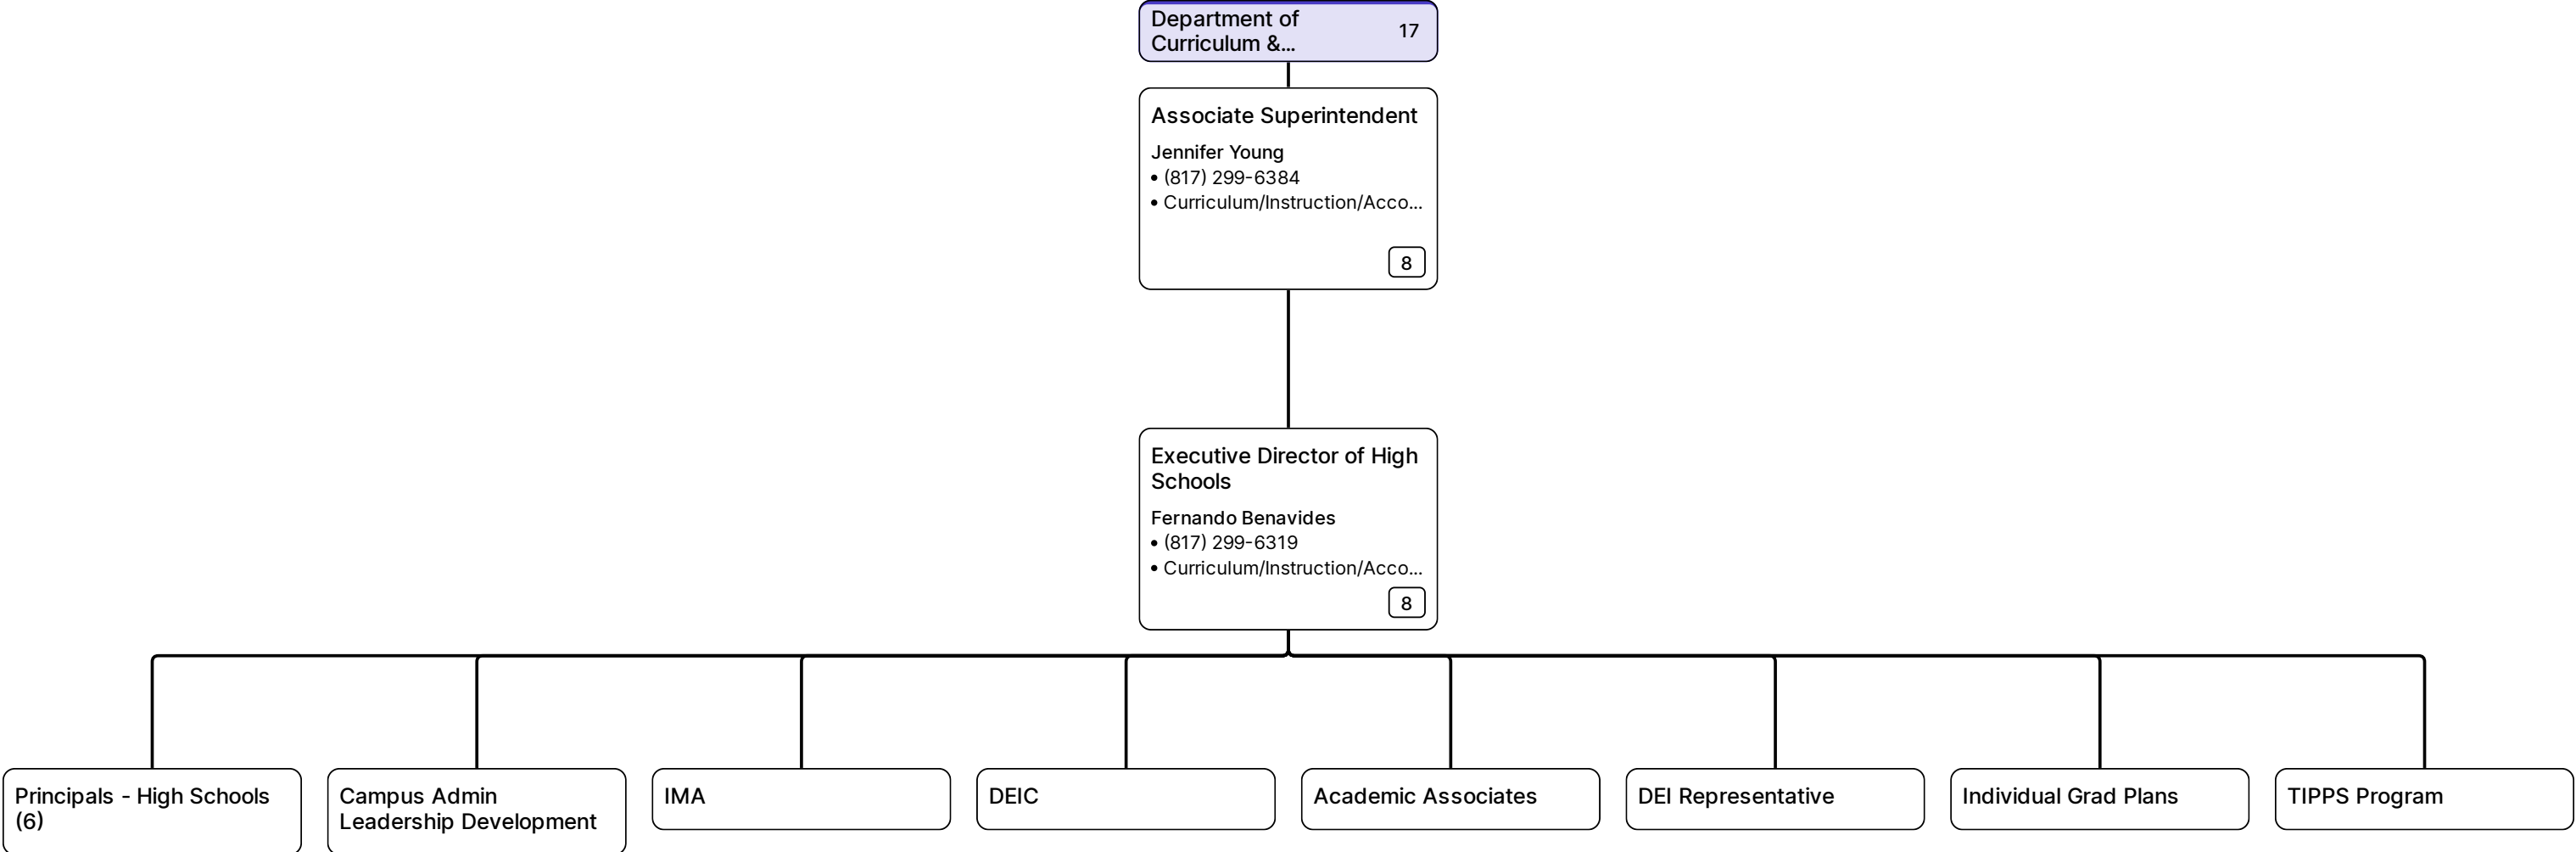 Department of
Curriculum &...
17
Associate Superintendent
Jennifer Young
• (817) 299-6384
• Curriculum/Instruction/Acco...
8
Executive Director of High
Schools
Fernando Benavides
• (817) 299-6319
• Curriculum/Instruction/Acco...
8
Principals - High Schools
(6)
Campus Admin
Leadership Development
IMA
DEIC
Academic Associates
DEI Representative
Individual Grad Plans
TIPPS Program